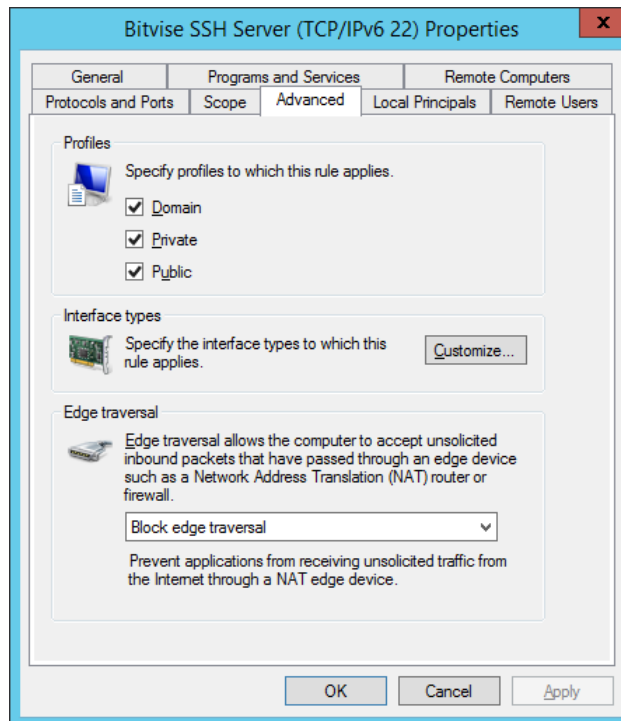 Bitvise SSH Server (TCP/IPv6 22) Properties
x
General Programs and Services Remote Computers
Protocols and Ports Scope Advanced Local Principals Remote Users
Profiles
Specify profiles to which this rule applies.
Domain
Private
Public
Interface types
Specify the interface types to which this
rule applies.
Customize...
Edge traversal
Edge traversal allows the computer to accept unsolicited
inbound packets that have passed through an edge device
such as a Network Address Translation (NAT) router or
firewall.
Block edge traversal
Prevent applications from receiving unsolicited traffic from
the Internet through a NAT edge device.
OK Cancel Apply